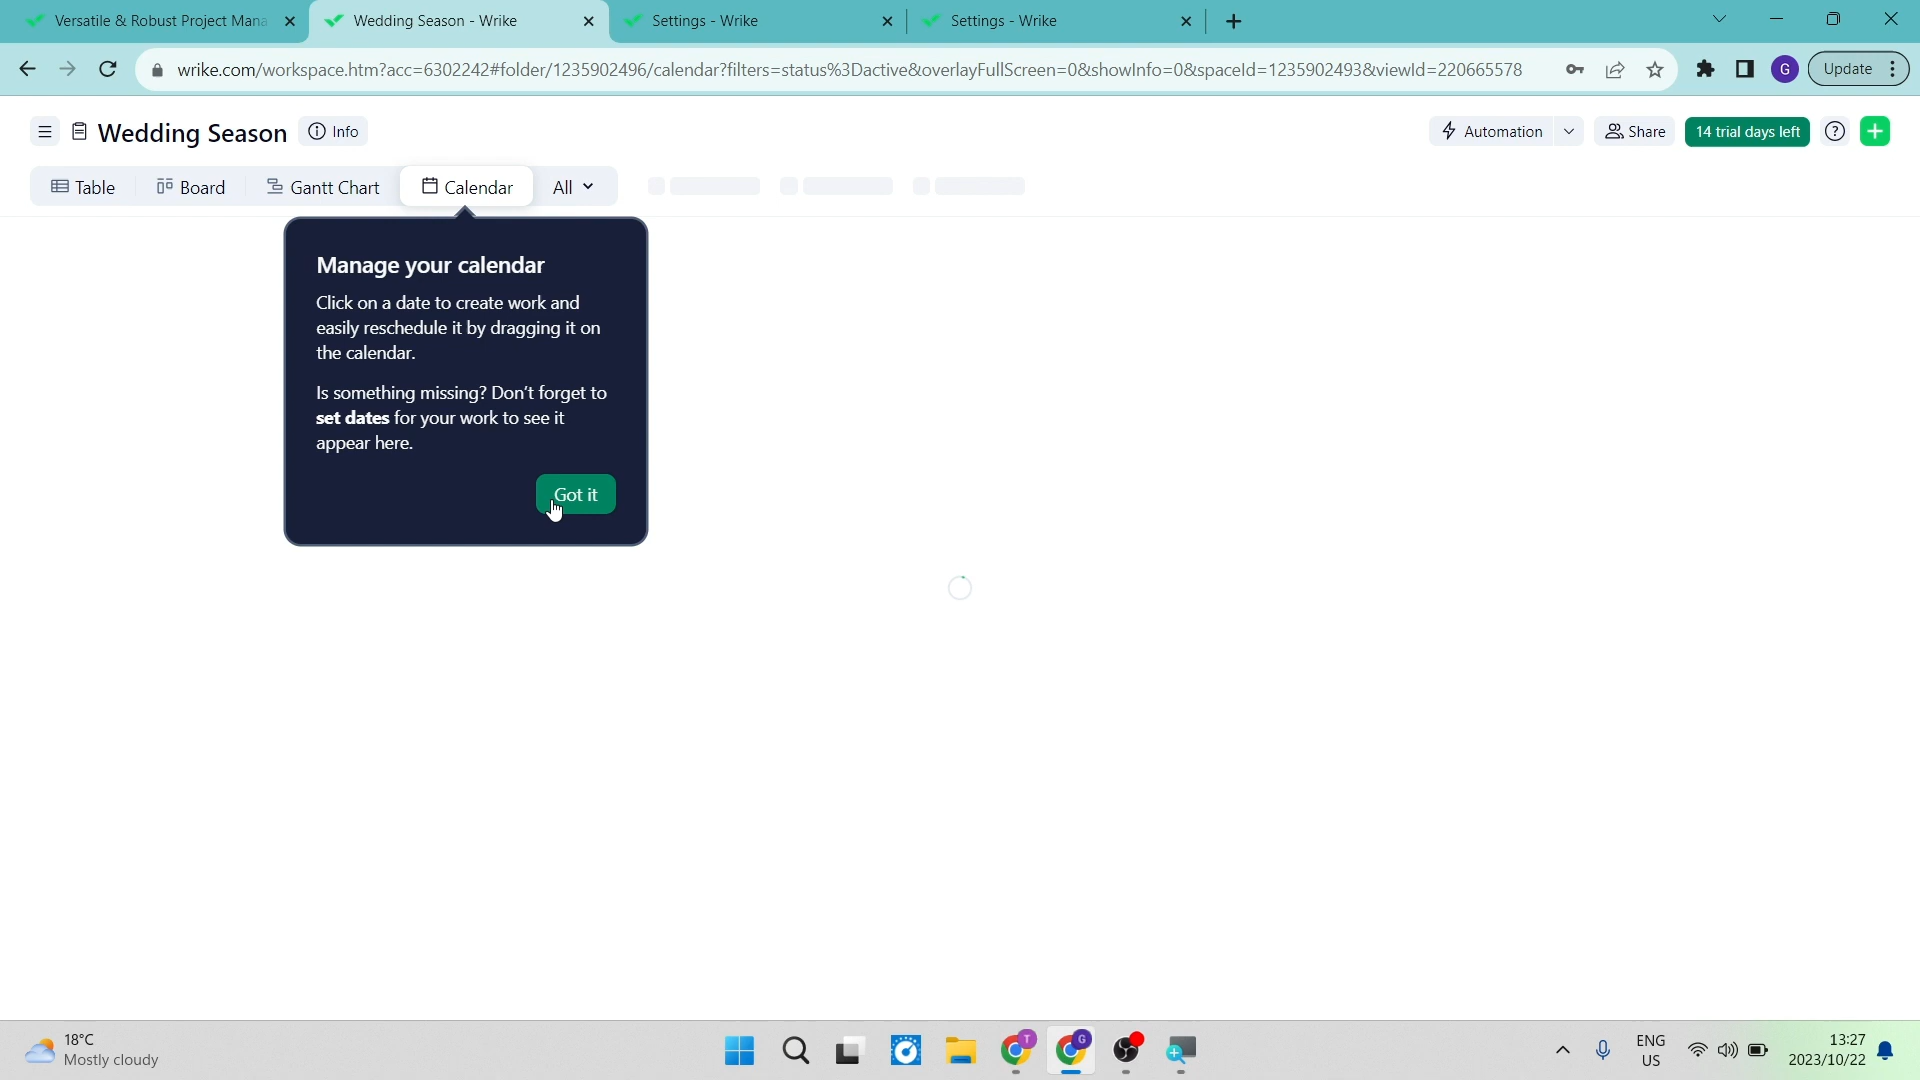 Versatile & Robust Project Mana
Wedding Season - Wrike
Settings - Wrike
Settings - Wrike
wrike.com/workspace.htm?acc=6302242#folder/1235902496/calendar?filters=status%3Dactive&overlayFullScreen=0&showInfo=0&spaceId=1235902493&viewId=220665578
G
Update
Wedding Season
Info
Automation
Share
14 trial days left
Table
Board
Gantt Chart
Calendar
All
Manage your calendar
Click on a date to create work and
easily reschedule it by dragging it on
the calendar.
Is something missing? Don't forget to
set dates for your work to see it
appear here.
Got it
18°C
Mostly cloudy
T
G
ENG
US
13:27
2023/10/22